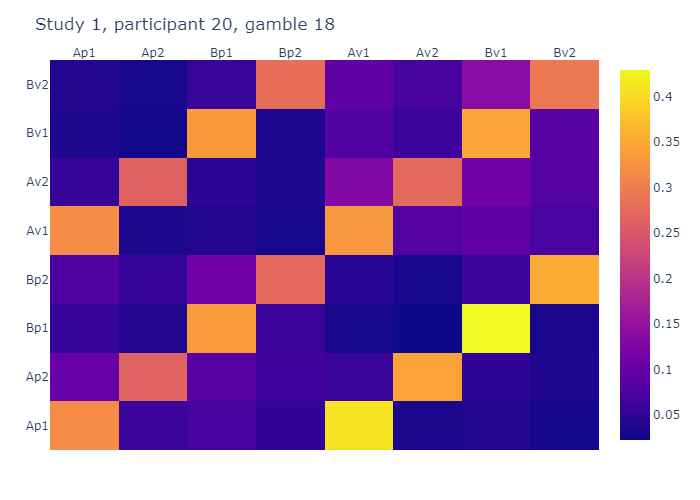 Study 1, participant 20, gamble 18
Ap1 Ap2 Bp1 Bp2 Av1 Av2 Bv1 Bv2
Bv2
Bv1
Av2
Av1
Bp2
Bp1
Ap2
Ap1
0.4
0.35
0.3
0.25
0.2
0.15
0.1
0.05